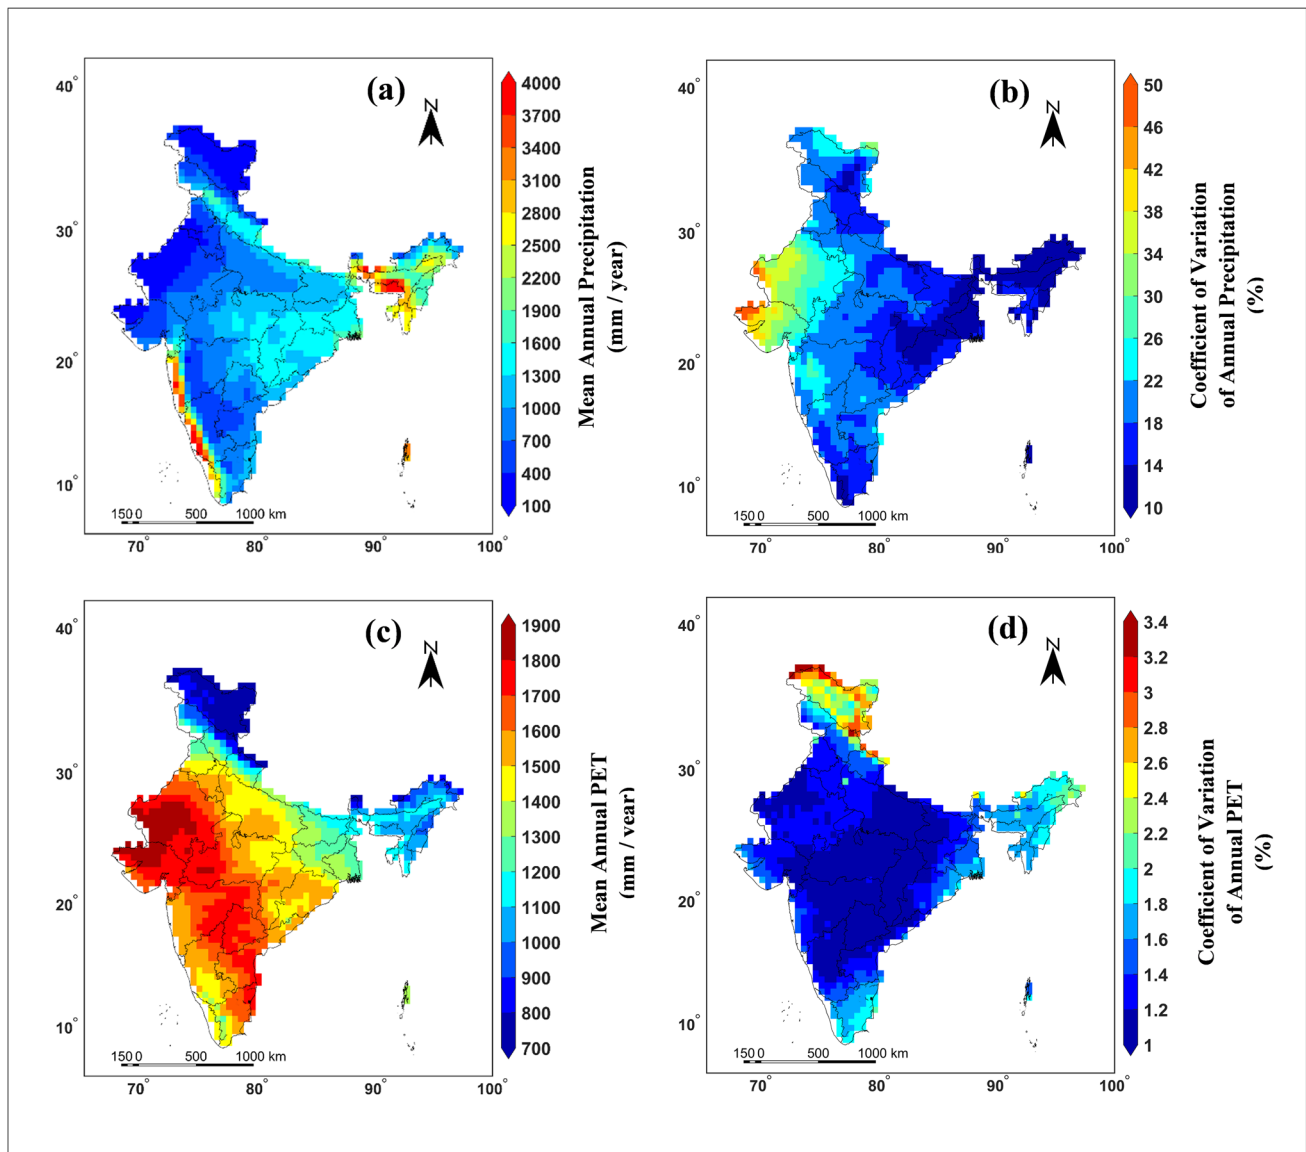 (a)
N
40°
30°
20°
10°
150 0 500 1000 km
70° 80° 90° 100°
4000
3700
3400
3100
2800
2500
2200
1900
1600
1300
1000
700
400
100
Mean Annual Precipitation
(mm / year)
(b)
N
40°
30°
20°
10°
150 0 500 1000 km
70° 80° 90° 100°
50
46
42
38
34
30
26
22
18
14
10
Coefficient of Variation
of Annual Precipitation
(%)
(c)
N
40°
30°
20°
10°
150 0 500 1000 km
70° 80° 90° 100°
1900
1800
1700
1600
1500
1400
1300
1200
1100
1000
900
800
700
Mean Annual PET
(mm / year)
(d)
N
40°
30°
20°
10°
150 0 500 1000 km
70° 80° 90° 100°
3.4
3.2
3
2.8
2.6
2.4
2.2
2
1.8
1.6
1.4
1.2
1
Coefficient of Variation
of Annual PET
(%)